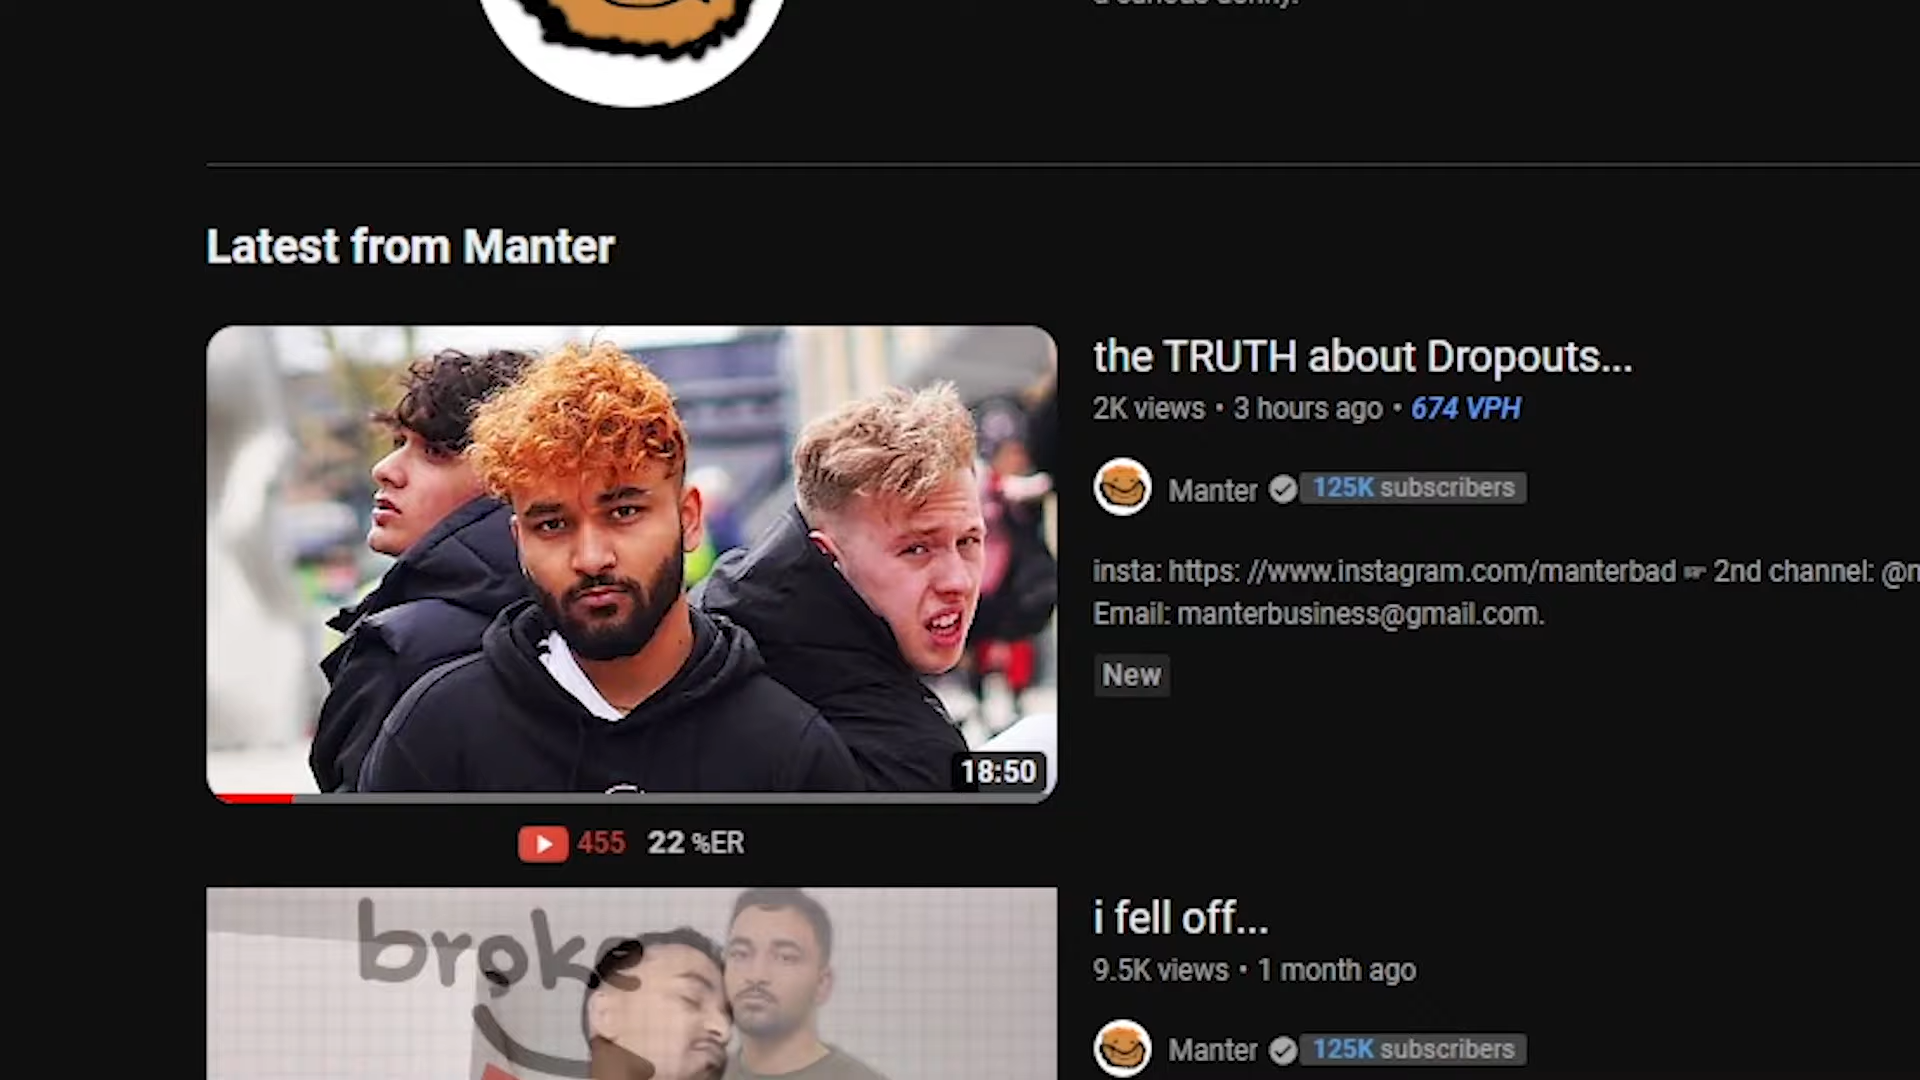 Latest from Manter
the TRUTH about Dropouts...
2K views • 3 hours ago • 674 VPH
Manter 125K subscribers
insta: https: //www.instagram.com/manterbad ☞ 2nd channel:
Email: manterbusiness@gmail.com.
New
18:50
455 22 %ER
broke
i fell off...
9.5K views • 1 month ago
Manter 125K subscribers